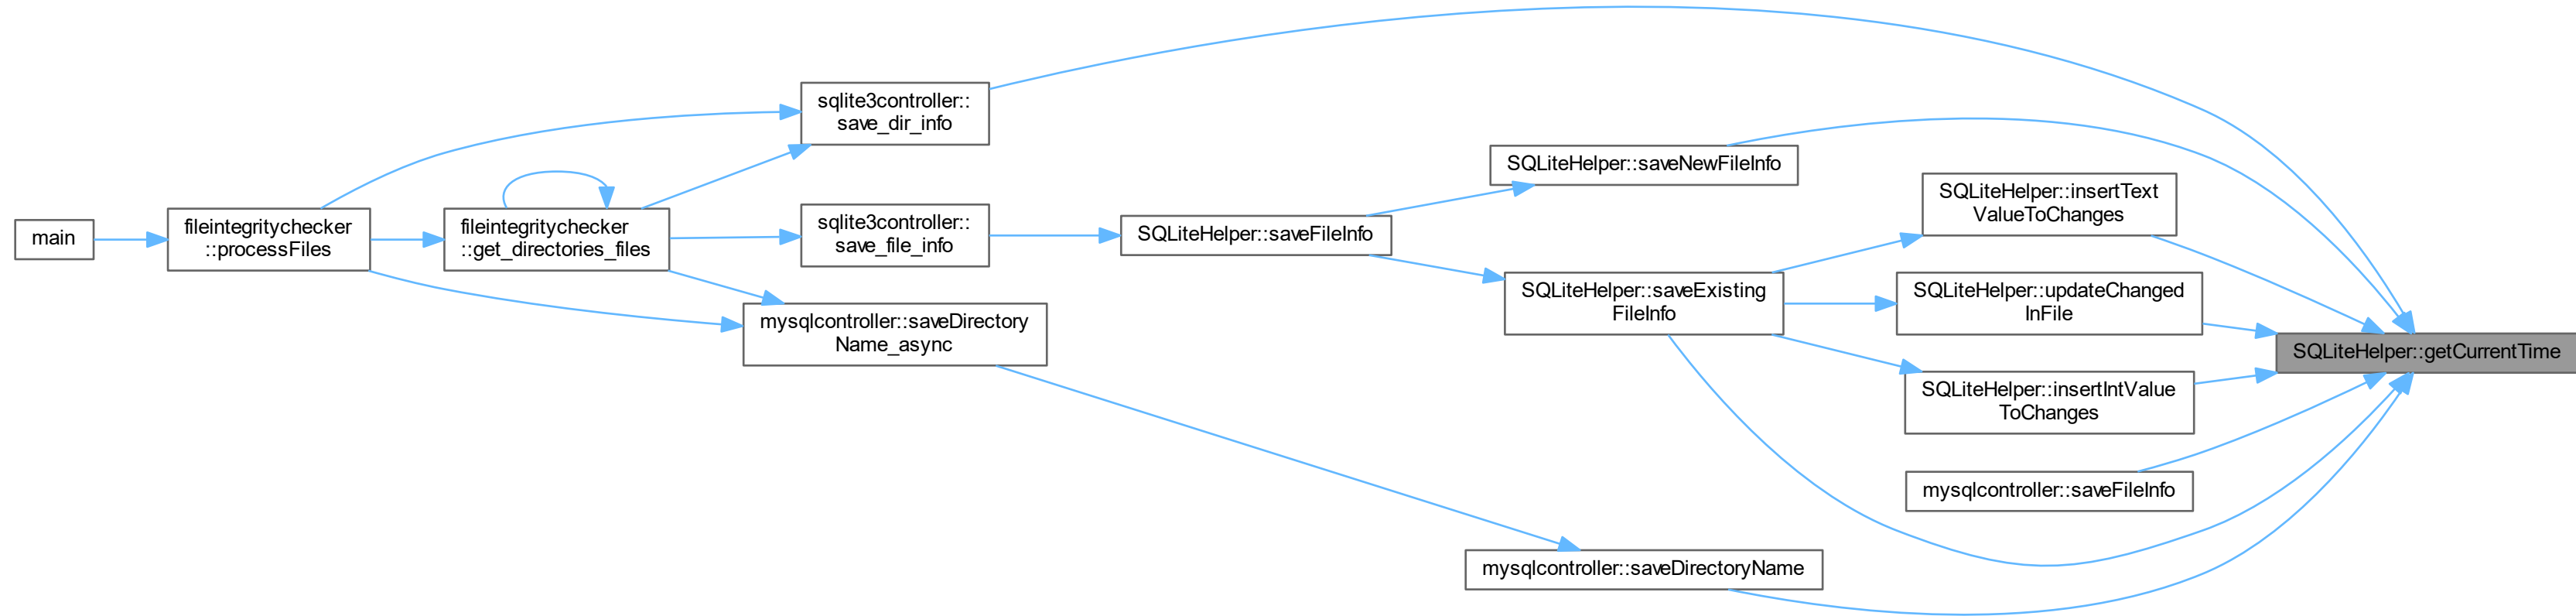 main
fileintegritychecker
::processFiles
fileintegritychecker
::get_directories_files
sqlite3controller::
save_dir_info
sqlite3controller::
save_file_info
mysqlcontroller::saveDirectory
Name_async
SQLiteHelper::saveFileInfo
SQLiteHelper::saveNewFileInfo
SQLiteHelper::saveExisting
FileInfo
mysqlcontroller::saveDirectoryName
SQLiteHelper::insertText
ValueToChanges
SQLiteHelper::updateChanged
InFile
SQLiteHelper::insertIntValue
ToChanges
mysqlcontroller::saveFileInfo
SQLiteHelper::getCurrentTime